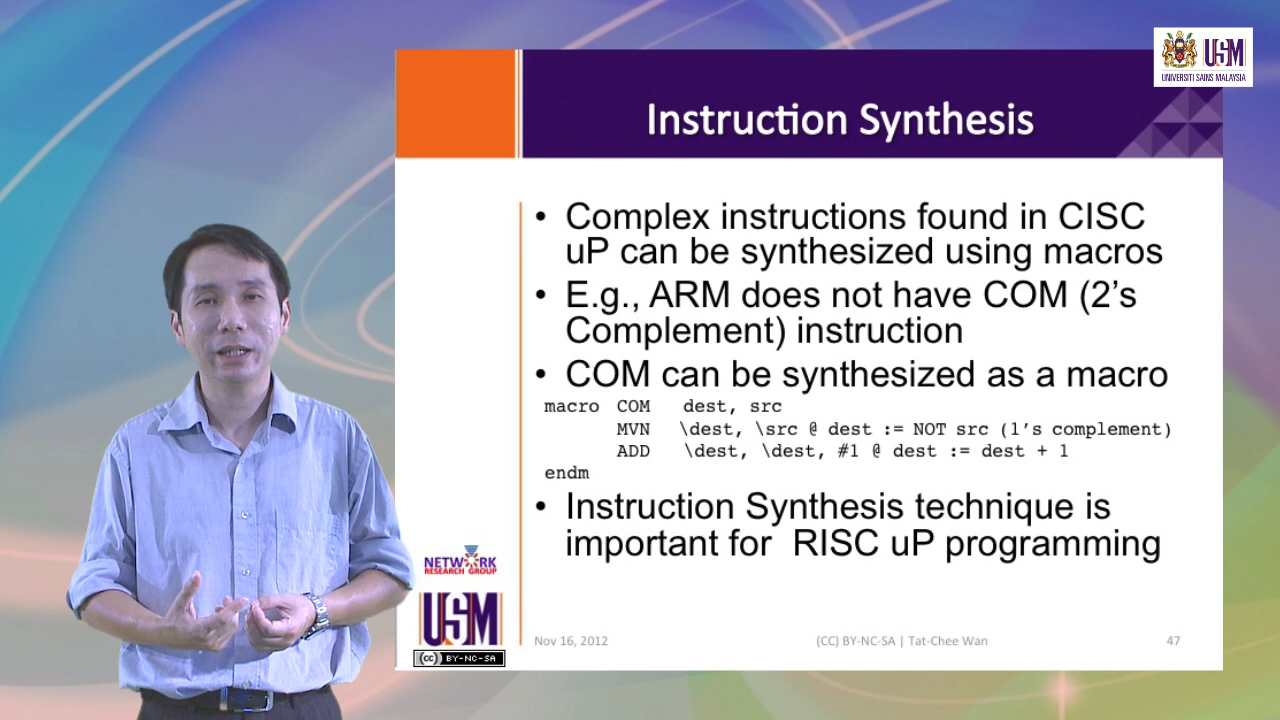 USM
UNIVERSITI SAINS MALAYSIA
Instruction Synthesis
• Complex instructions found in CISC
uP can be synthesized using macros
• E.g., ARM does not have COM (2’s
Complement) instruction
• COM can be synthesized as a macro
macro COM dest, src
MVN \dest, \src @ dest := NOT src (1’s complement)
ADD \dest, \dest, #1 @ dest := dest + 1
endm
• Instruction Synthesis technique is
important for RISC uP programming
NETWORK
RESEARCH GROUP
USM
cc BY-NC-SA
Nov 16, 2012 (CC) BY-NC-SA | Tat-Chee Wan 47